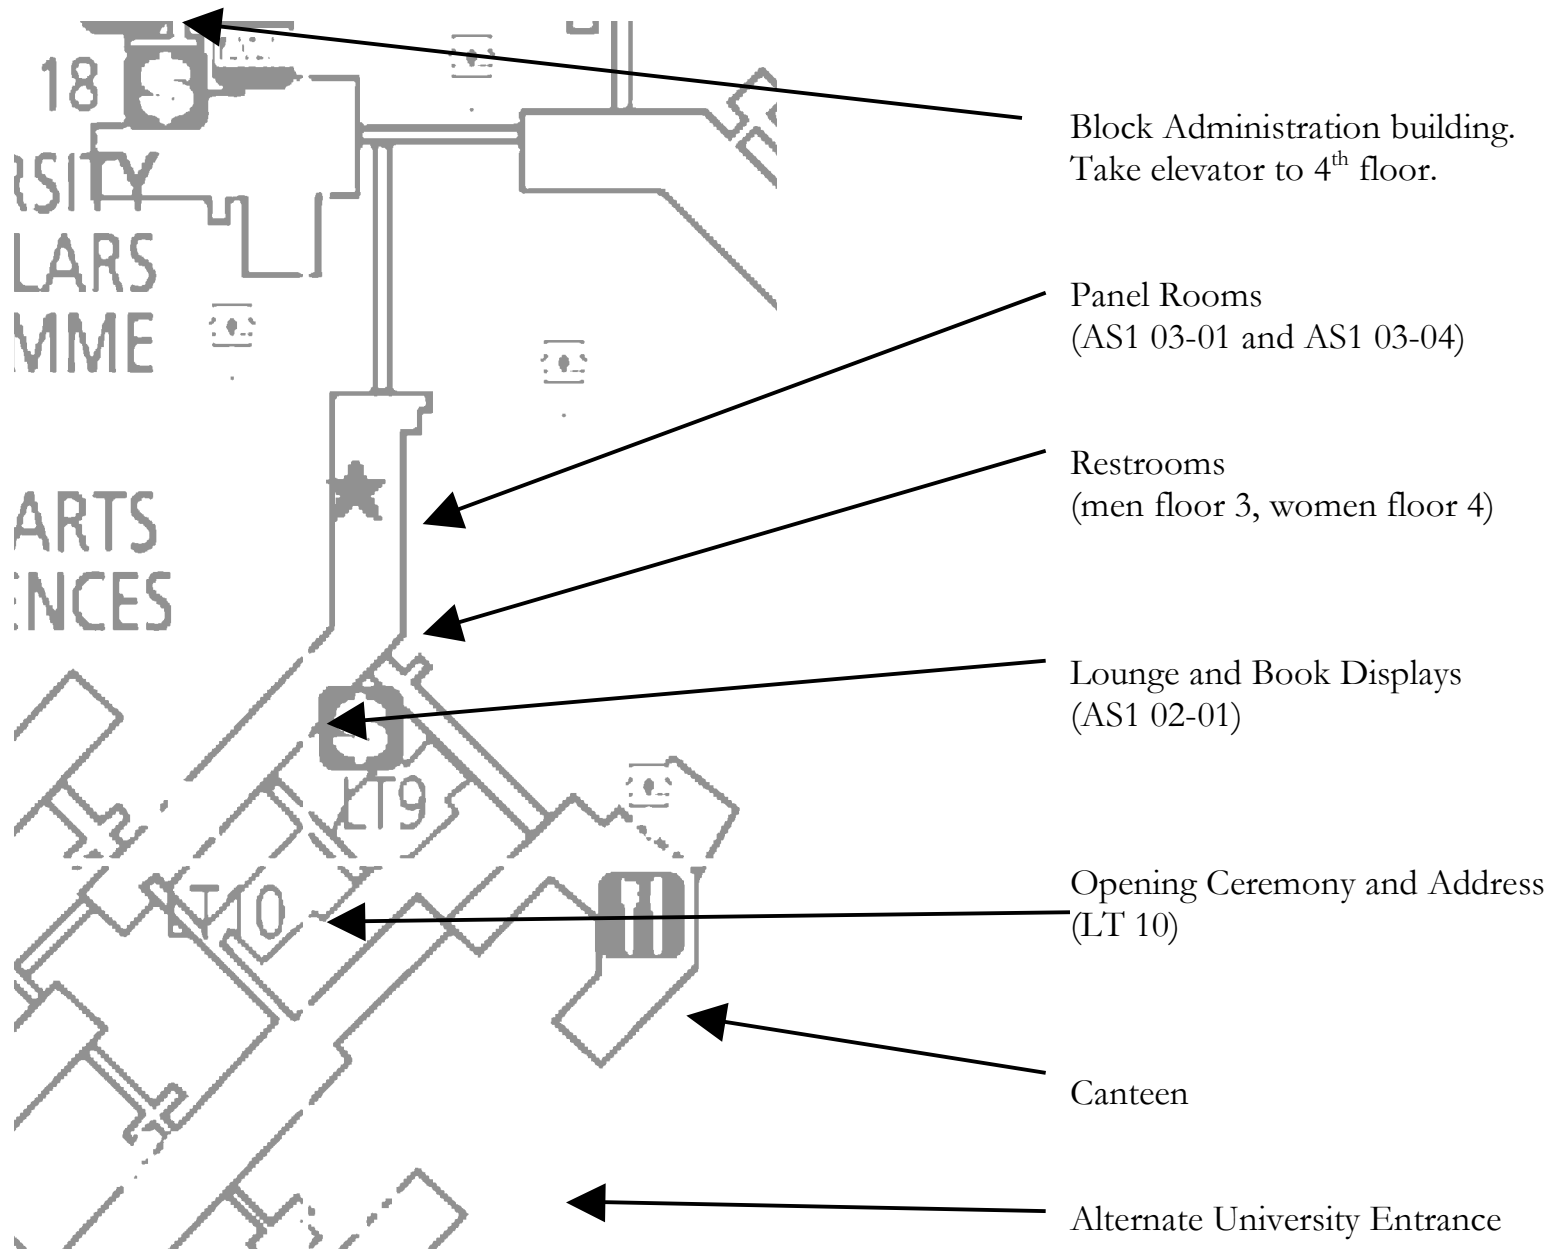 18
RSITY
LARS
MME
ARTS
ENCES
LT9
LT10
Block Administration building.
Take elevator to 4th floor.
Panel Rooms
(AS1 03-01 and AS1 03-04)
Restrooms
(men floor 3, women floor 4)
Lounge and Book Displays
(AS1 02-01)
Opening Ceremony and Address
(LT 10)
Canteen
Alternate University Entrance